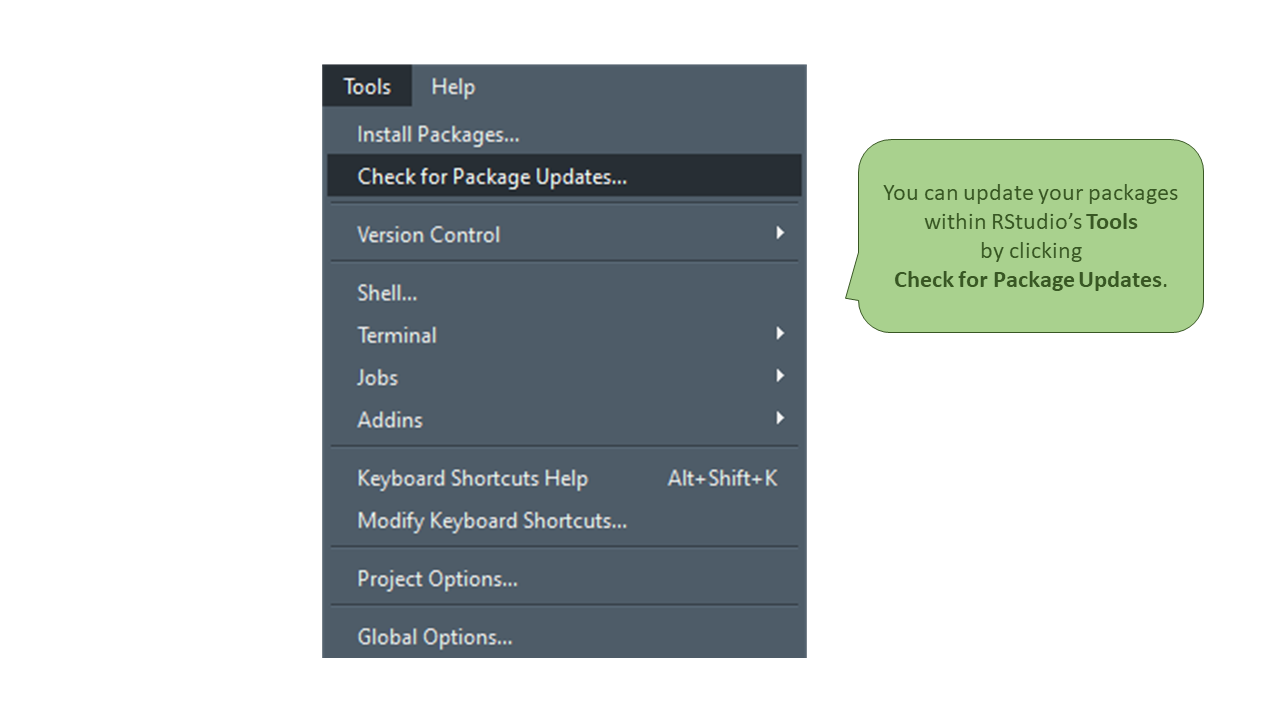 Tools Help
Install Packages...
Check for Package Updates...
Version Control
Shell...
Terminal
Jobs
Addins
Keyboard Shortcuts Help Alt+Shift+K
Modify Keyboard Shortcuts...
Project Options...
Global Options...
You can update your packages
within RStudio’s Tools
by clicking
Check for Package Updates.